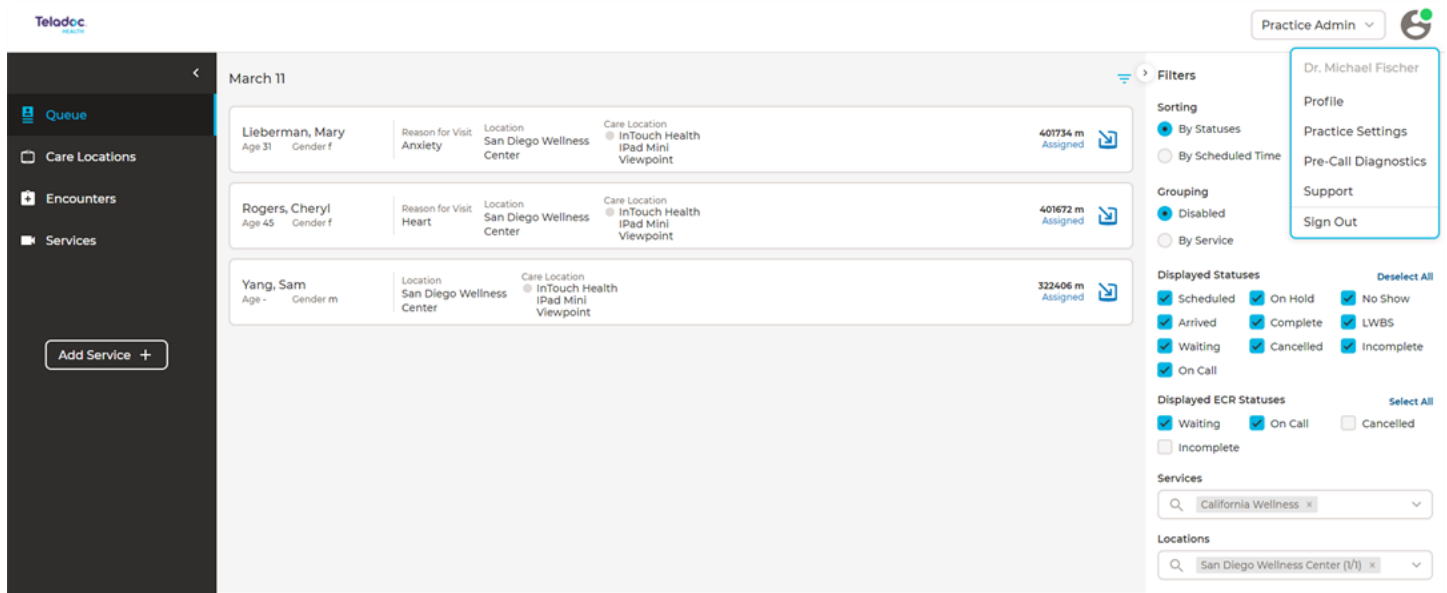 Teladoc
HEALTH
Practice Admin
Queue
Care Locations
Encounters
Services
Add Service +
March 11
Lieberman, Mary
Age 31 Gender f
Reason for Visit
Anxiety
Location
San Diego Wellness
Center
Care Location
InTouch Health
IPad Mini
Viewpoint
401734 m
Assigned
Rogers, Cheryl
Age 45 Gender f
Reason for Visit
Heart
Location
San Diego Wellness
Center
Care Location
InTouch Health
IPad Mini
Viewpoint
401672 m
Assigned
Yang, Sam
Age - Gender m
Location
San Diego Wellness
Center
Care Location
InTouch Health
IPad Mini
Viewpoint
322406 m
Assigned
Filters
Sorting
By Statuses
By Scheduled Time
Grouping
Disabled
By Service
Dr. Michael Fischer
Profile
Practice Settings
Pre-Call Diagnostics
Support
Sign Out
Displayed Statuses Deselect All
Scheduled On Hold No Show
Arrived Complete LWBS
Waiting Cancelled Incomplete
On Call
Displayed ECR Statuses Select All
Waiting On Call Cancelled
Incomplete
Services
California Wellness ×
Locations
San Diego Wellness Center (1/1) ×